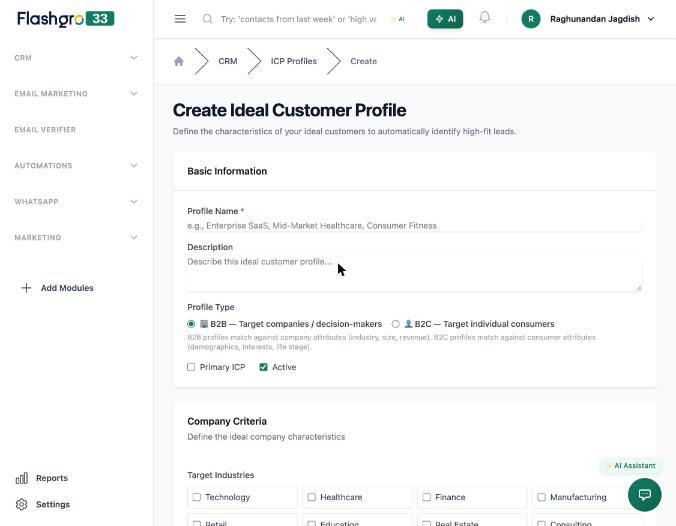 Flashgro 33
Try: 'contacts from last week' or 'high va
AI
AI
R
Raghunandan Jagdish
CRM
EMAIL MARKETING
EMAIL VERIFIER
AUTOMATIONS
WHATSAPP
MARKETING
Add Modules
Reports
Settings
CRM
ICP Profiles
Create
Create Ideal Customer Profile
Define the characteristics of your ideal customers to automatically identify high-fit leads.
Basic Information
Profile Name *
e.g., Enterprise SaaS, Mid-Market Healthcare, Consumer Fitness
Description
Describe this ideal customer profile...
Profile Type
B2B — Target companies / decision-makers
B2C — Target individual consumers
B2B profiles match against company attributes (industry, size, revenue). B2C profiles match against consumer attributes
(demographics, interests, life stage).
Primary ICP
Active
Company Criteria
Define the ideal company characteristics
AI Assistant
Target Industries
Technology
Healthcare
Finance
Manufacturing
Retail
Education
Real Estate
Consulting